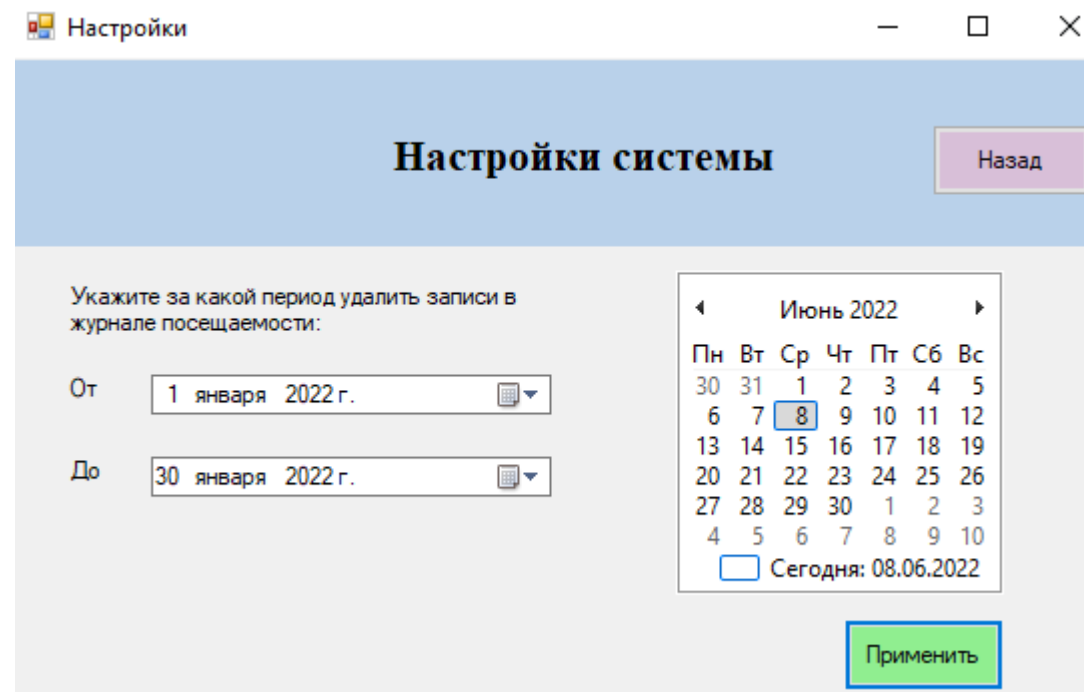 Настройки
Настройки системы
Назад
Укажите за какой период удалить записи в
журнале посещаемости:
От
1 января 2022 г.
До
30 января 2022 г.
Июнь 2022
Пн Вт Ср Чт Пт Сб Вс
30 31 1 2 3 4 5
6 7 8 9 10 11 12
13 14 15 16 17 18 19
20 21 22 23 24 25 26
27 28 29 30 1 2 3
4 5 6 7 8 9 10
Сегодня: 08.06.2022
Применить